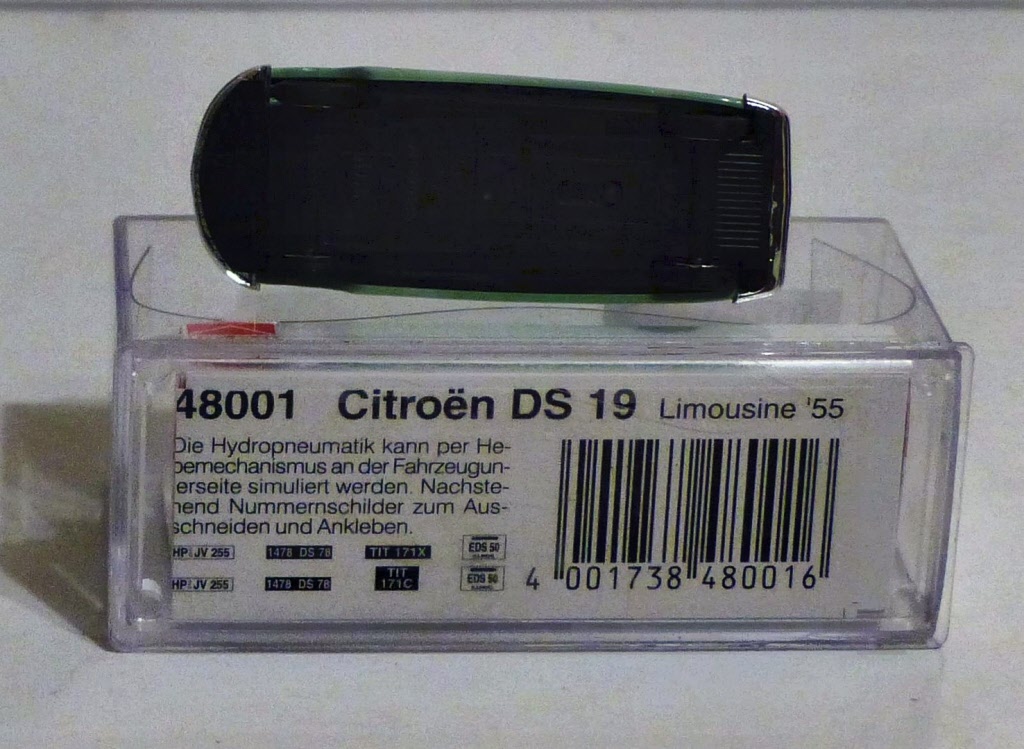 48001 Citroën DS 19 Limousine '55
Die Hydropneumatik kann per He-
bemechanismus an der Fahrzeugun-
terseite simuliert werden. Nachste-
hend Nummernschilder zum Aus-
schneiden und Ankleben.
JV 255 1478 DS 78 TIT 171X EDS 50
JV 255 1478 DS 78 TIT 171C EDS 50
4 001738 480016